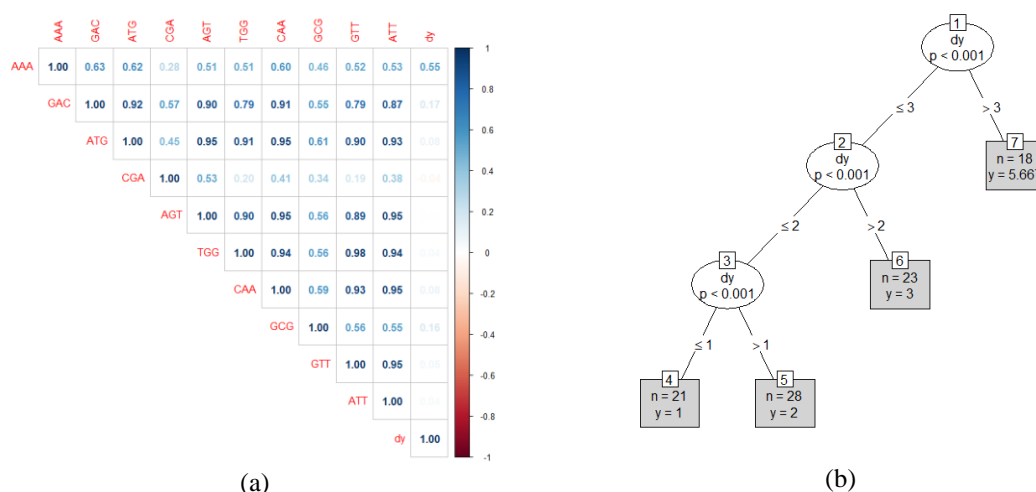 AAA GAC ATG CGA AGT TGG CAA GCG GTT ATT dy
AAA 1.00 0.63 0.62 0.28 0.51 0.51 0.60 0.46 0.52 0.53 0.55
GAC 1.00 0.92 0.57 0.90 0.79 0.91 0.55 0.79 0.87 0.17
ATG 1.00 0.45 0.95 0.91 0.95 0.61 0.90 0.93
CGA 1.00 0.53 0.20 0.41 0.34 0.19 0.38
AGT 1.00 0.90 0.95 0.56 0.89 0.95
TGG 1.00 0.94 0.56 0.98 0.94
CAA 1.00 0.59 0.93 0.95
GCG 1.00 0.56 0.55 0.16
GTT 1.00 0.95
ATT 1.00
dy 1.00
1
0.8
0.6
0.4
0.2
0
-0.2
-0.4
-0.6
-0.8
-1
(a)
1
dy
p < 0.001
≤ 3
> 3
2
dy
p < 0.001
7
n = 18
y = 5.667
≤ 2
> 2
3
dy
p < 0.001
6
n = 23
y = 3
≤ 1
> 1
4
n = 21
y = 1
5
n = 28
y = 2
(b)